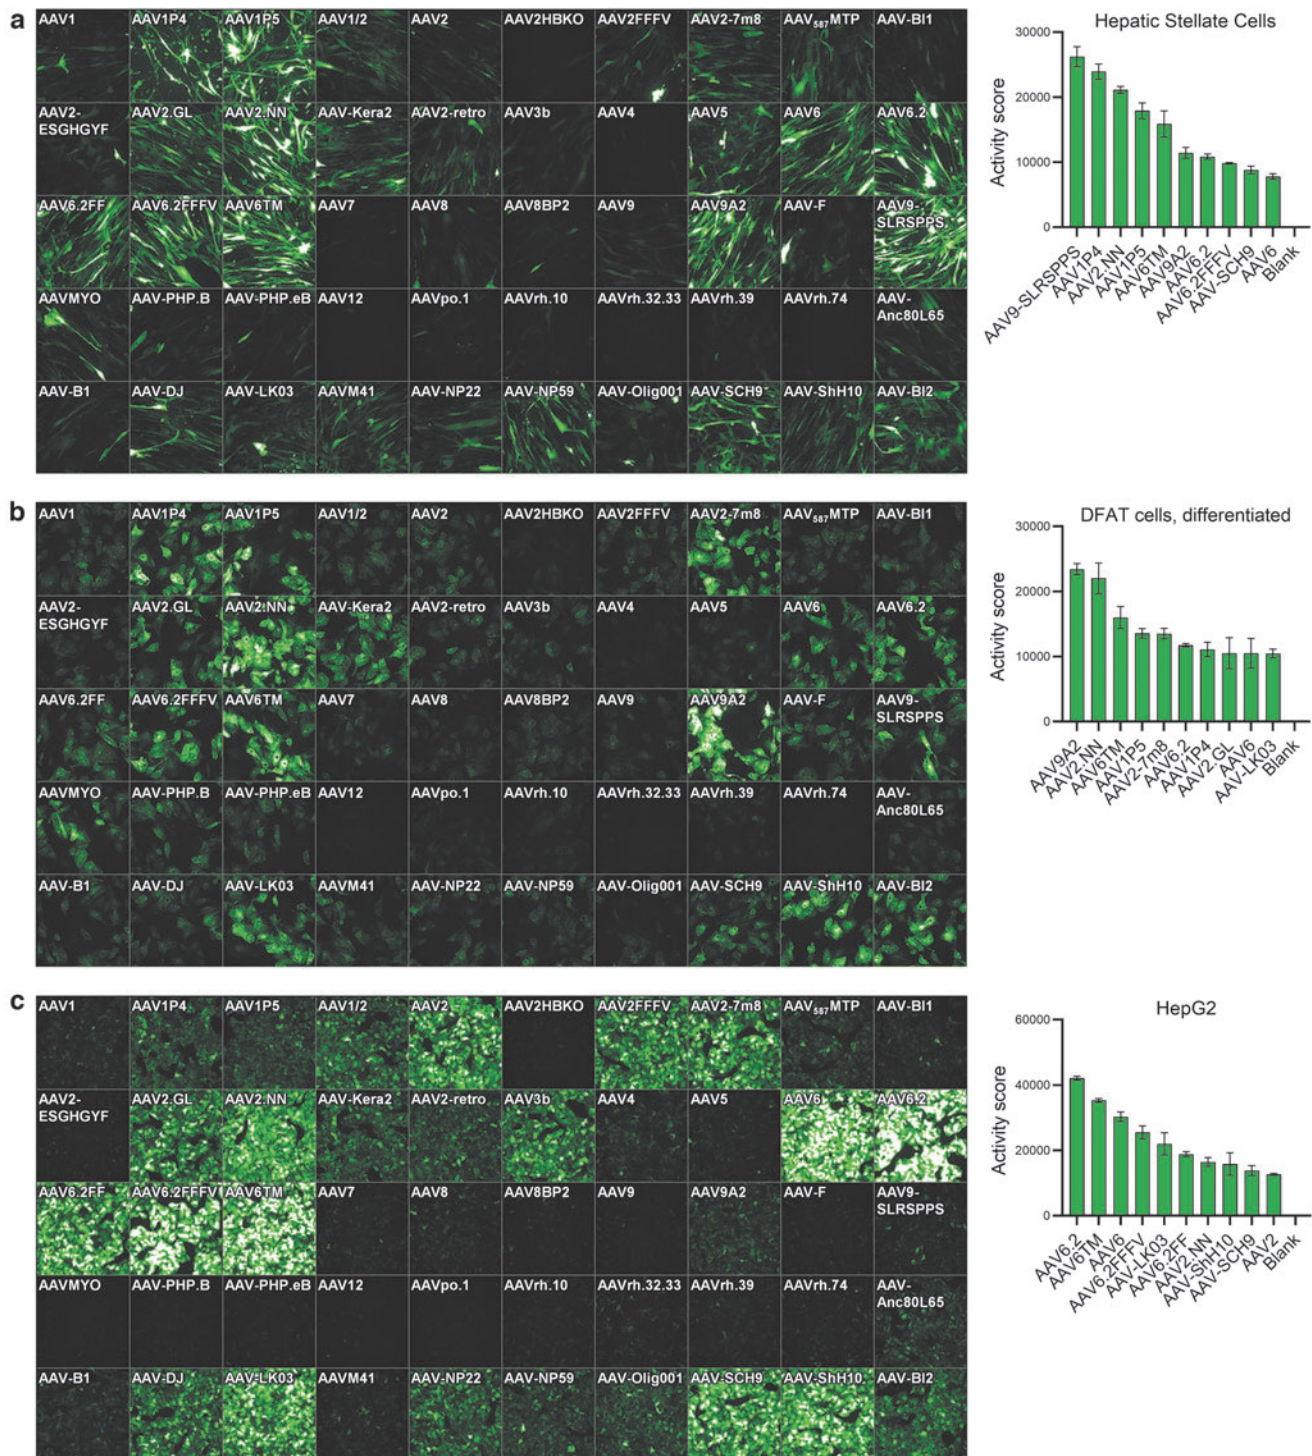 a
AAV1 AAV1P4 AAV1P5 AAV1/2 AAV2 AAV2HBKO AAV2FFFV AAV2-7m8 AAV₅₈₇MTP AAV-BI1
AAV2-
ESGHGYF AAV2.GL AAV2.NN AAV-Kera2 AAV2-retro AAV3b AAV4 AAV5 AAV6 AAV6.2
AAV6.2FF AAV6.2FFFV AAV6TM AAV7 AAV8 AAV8BP2 AAV9 AAV9A2 AAV-F AAV9-
SLRSPPS
AAVMYO AAV-PHP.B AAV-PHP.eB AAV12 AAVpo.1 AAVrh.10 AAVrh.32.33 AAVrh.39 AAVrh.74 AAV-
Anc80L65
AAV-B1 AAV-DJ AAV-LK03 AAVM41 AAV-NP22 AAV-NP59 AAV-Olig001 AAV-SCH9 AAV-ShH10 AAV-BI2
Hepatic Stellate Cells
Activity score
30000
20000
10000
0
AAV9-SLRSPPS
AAV1P4
AAV2.NN
AAV1P5
AAV6TM
AAV9A2
AAV6.2
AAV6.2FFFV
AAV-SCH9
AAV6
Blank
b
AAV1 AAV1P4 AAV1P5 AAV1/2 AAV2 AAV2HBKO AAV2FFFV AAV2-7m8 AAV₅₈₇MTP AAV-BI1
AAV2-
ESGHGYF AAV2.GL AAV2.NN AAV-Kera2 AAV2-retro AAV3b AAV4 AAV5 AAV6 AAV6.2
AAV6.2FF AAV6.2FFFV AAV6TM AAV7 AAV8 AAV8BP2 AAV9 AAV9A2 AAV-F AAV9-
SLRSPPS
AAVMYO AAV-PHP.B AAV-PHP.eB AAV12 AAVpo.1 AAVrh.10 AAVrh.32.33 AAVrh.39 AAVrh.74 AAV-
Anc80L65
AAV-B1 AAV-DJ AAV-LK03 AAVM41 AAV-NP22 AAV-NP59 AAV-Olig001 AAV-SCH9 AAV-ShH10 AAV-BI2
DFAT cells, differentiated
Activity score
30000
20000
10000
0
AAV9A2
AAV2.NN
AAV6TM
AAV1P5
AAV2-7m8
AAV6.2
AAV1P4
AAV2.GL
AAV6
AAV-LK03
Blank
c
AAV1 AAV1P4 AAV1P5 AAV1/2 AAV2 AAV2HBKO AAV2FFFV AAV2-7m8 AAV₅₈₇MTP AAV-BI1
AAV2-
ESGHGYF AAV2.GL AAV2.NN AAV-Kera2 AAV2-retro AAV3b AAV4 AAV5 AAV6 AAV6.2
AAV6.2FF AAV6.2FFFV AAV6TM AAV7 AAV8 AAV8BP2 AAV9 AAV9A2 AAV-F AAV9-
SLRSPPS
AAVMYO AAV-PHP.B AAV-PHP.eB AAV12 AAVpo.1 AAVrh.10 AAVrh.32.33 AAVrh.39 AAVrh.74 AAV-
Anc80L65
AAV-B1 AAV-DJ AAV-LK03 AAVM41 AAV-NP22 AAV-NP59 AAV-Olig001 AAV-SCH9 AAV-ShH10 AAV-BI2
HepG2
Activity score
60000
40000
20000
0
AAV6.2
AAV6TM
AAV6
AAV6.2FFFV
AAV-LK03
AAV6.2FF
AAV2.NN
AAV-ShH10
AAV-SCH9
AAV2
Blank